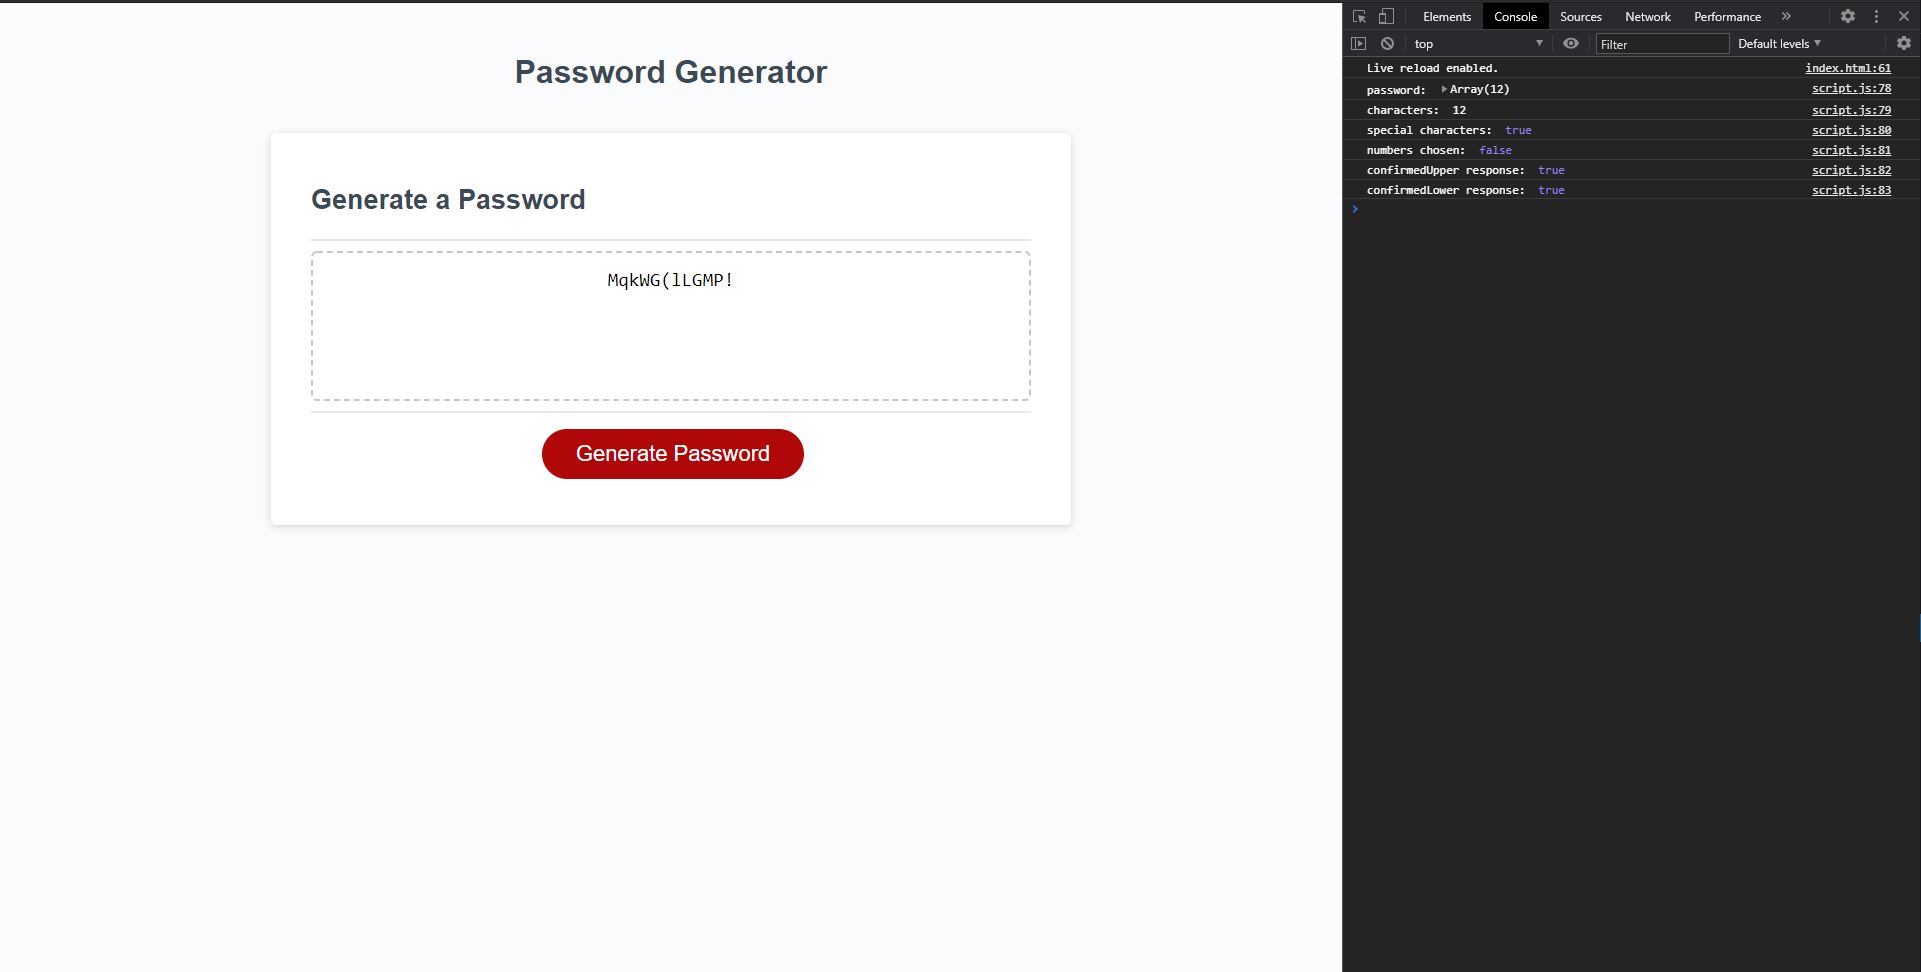 Password Generator
Generate a Password
MqkWG(lLGMP!
Generate Password
Elements Console Sources Network Performance »
top Filter Default levels
Live reload enabled. index.html:61
password: Array(12) script.js:78
characters: 12 script.js:79
special characters: true script.js:80
numbers chosen: false script.js:81
confirmedUpper response: true script.js:82
confirmedLower response: true script.js:83